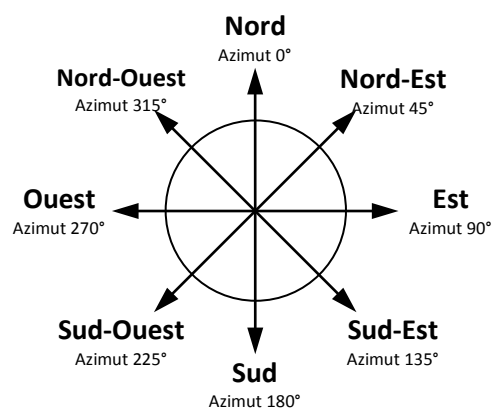 Nord
Azimut 0°
Nord-Ouest
Azimut 315°
Nord-Est
Azimut 45°
Ouest
Azimut 270°
Est
Azimut 90°
Sud-Ouest
Azimut 225°
Sud-Est
Azimut 135°
Sud
Azimut 180°